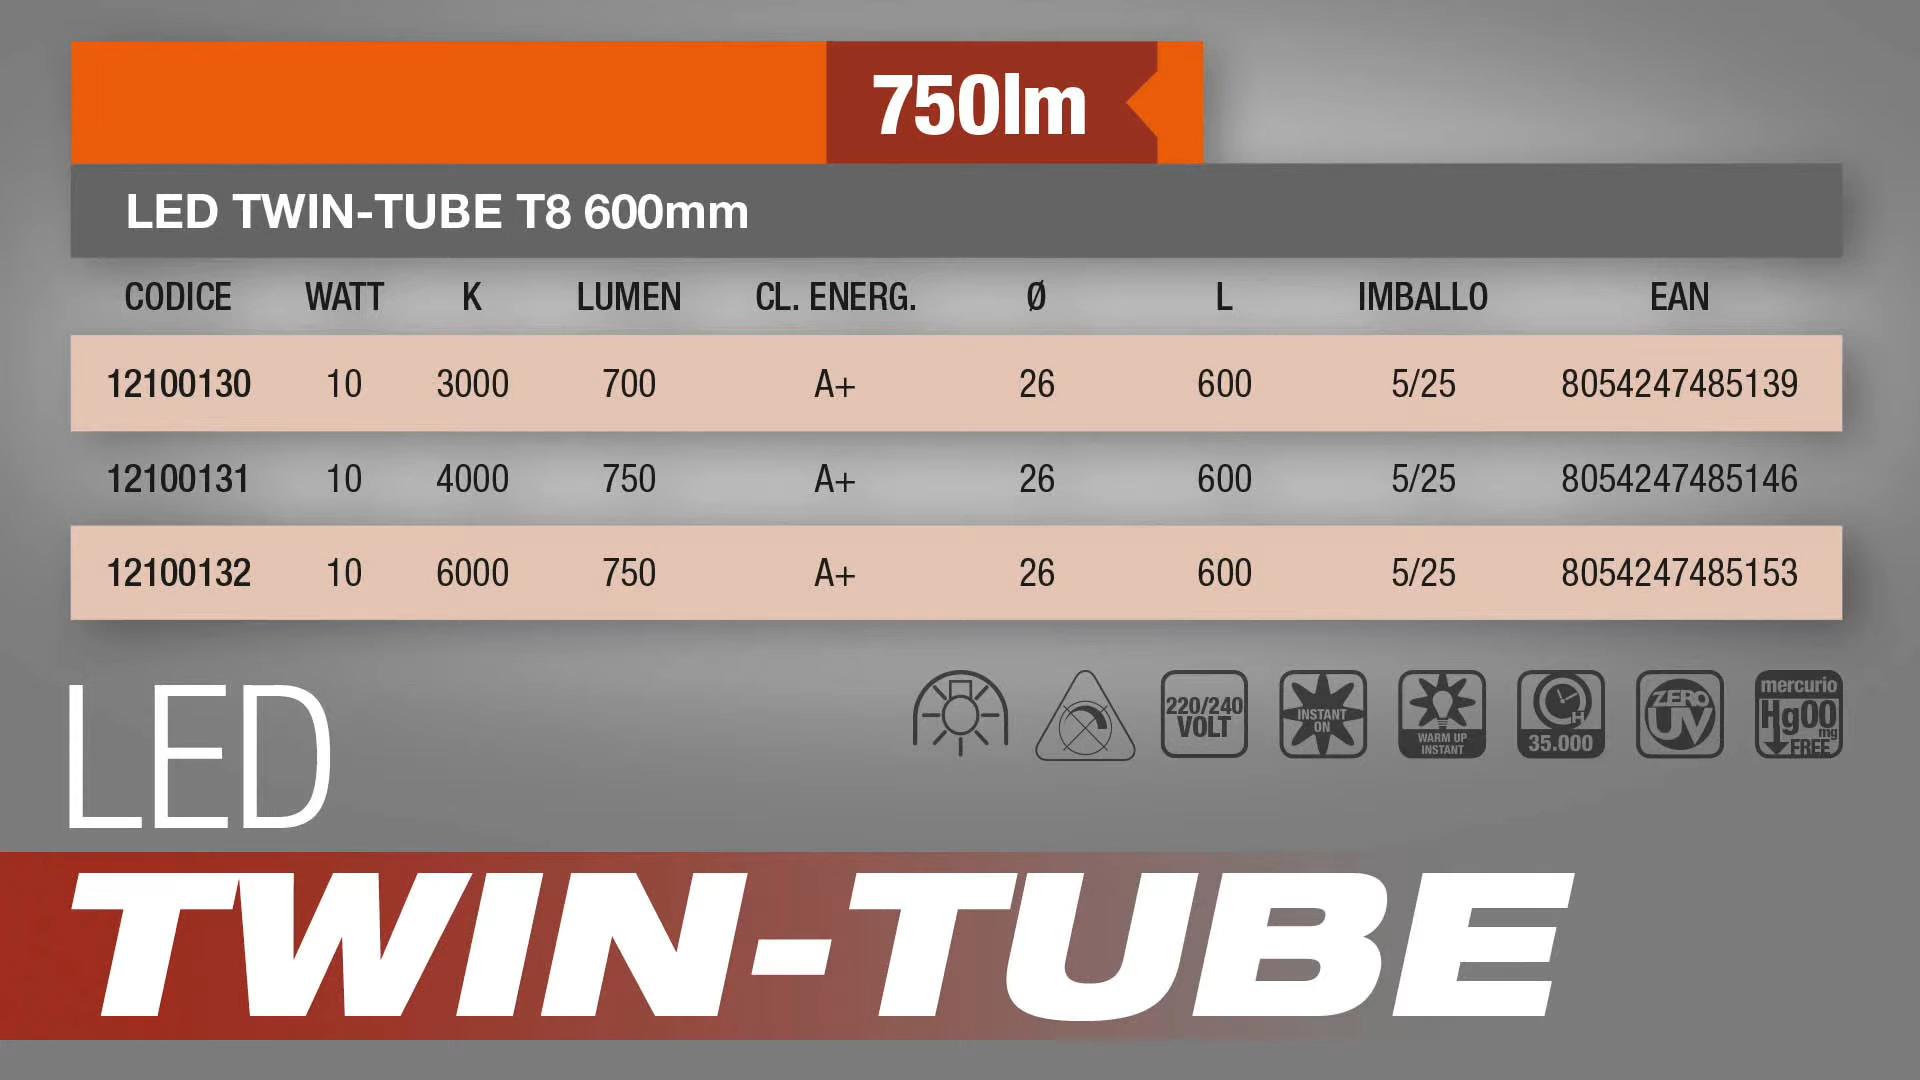 750lm
LED TWIN-TUBE T8 600mm
CODICE WATT K LUMEN CL. ENERG. Ø L IMBALLO EAN
12100130 10 3000 700 A+ 26 600 5/25 8054247485139
12100131 10 4000 750 A+ 26 600 5/25 8054247485146
12100132 10 6000 750 A+ 26 600 5/25 8054247485153
220/240
VOLT
INSTANT
ON
WARM UP
INSTANT
H
35.000
ZERO
UV
mercurio
Hg00
mg
FREE
LED
TWIN-TUBE